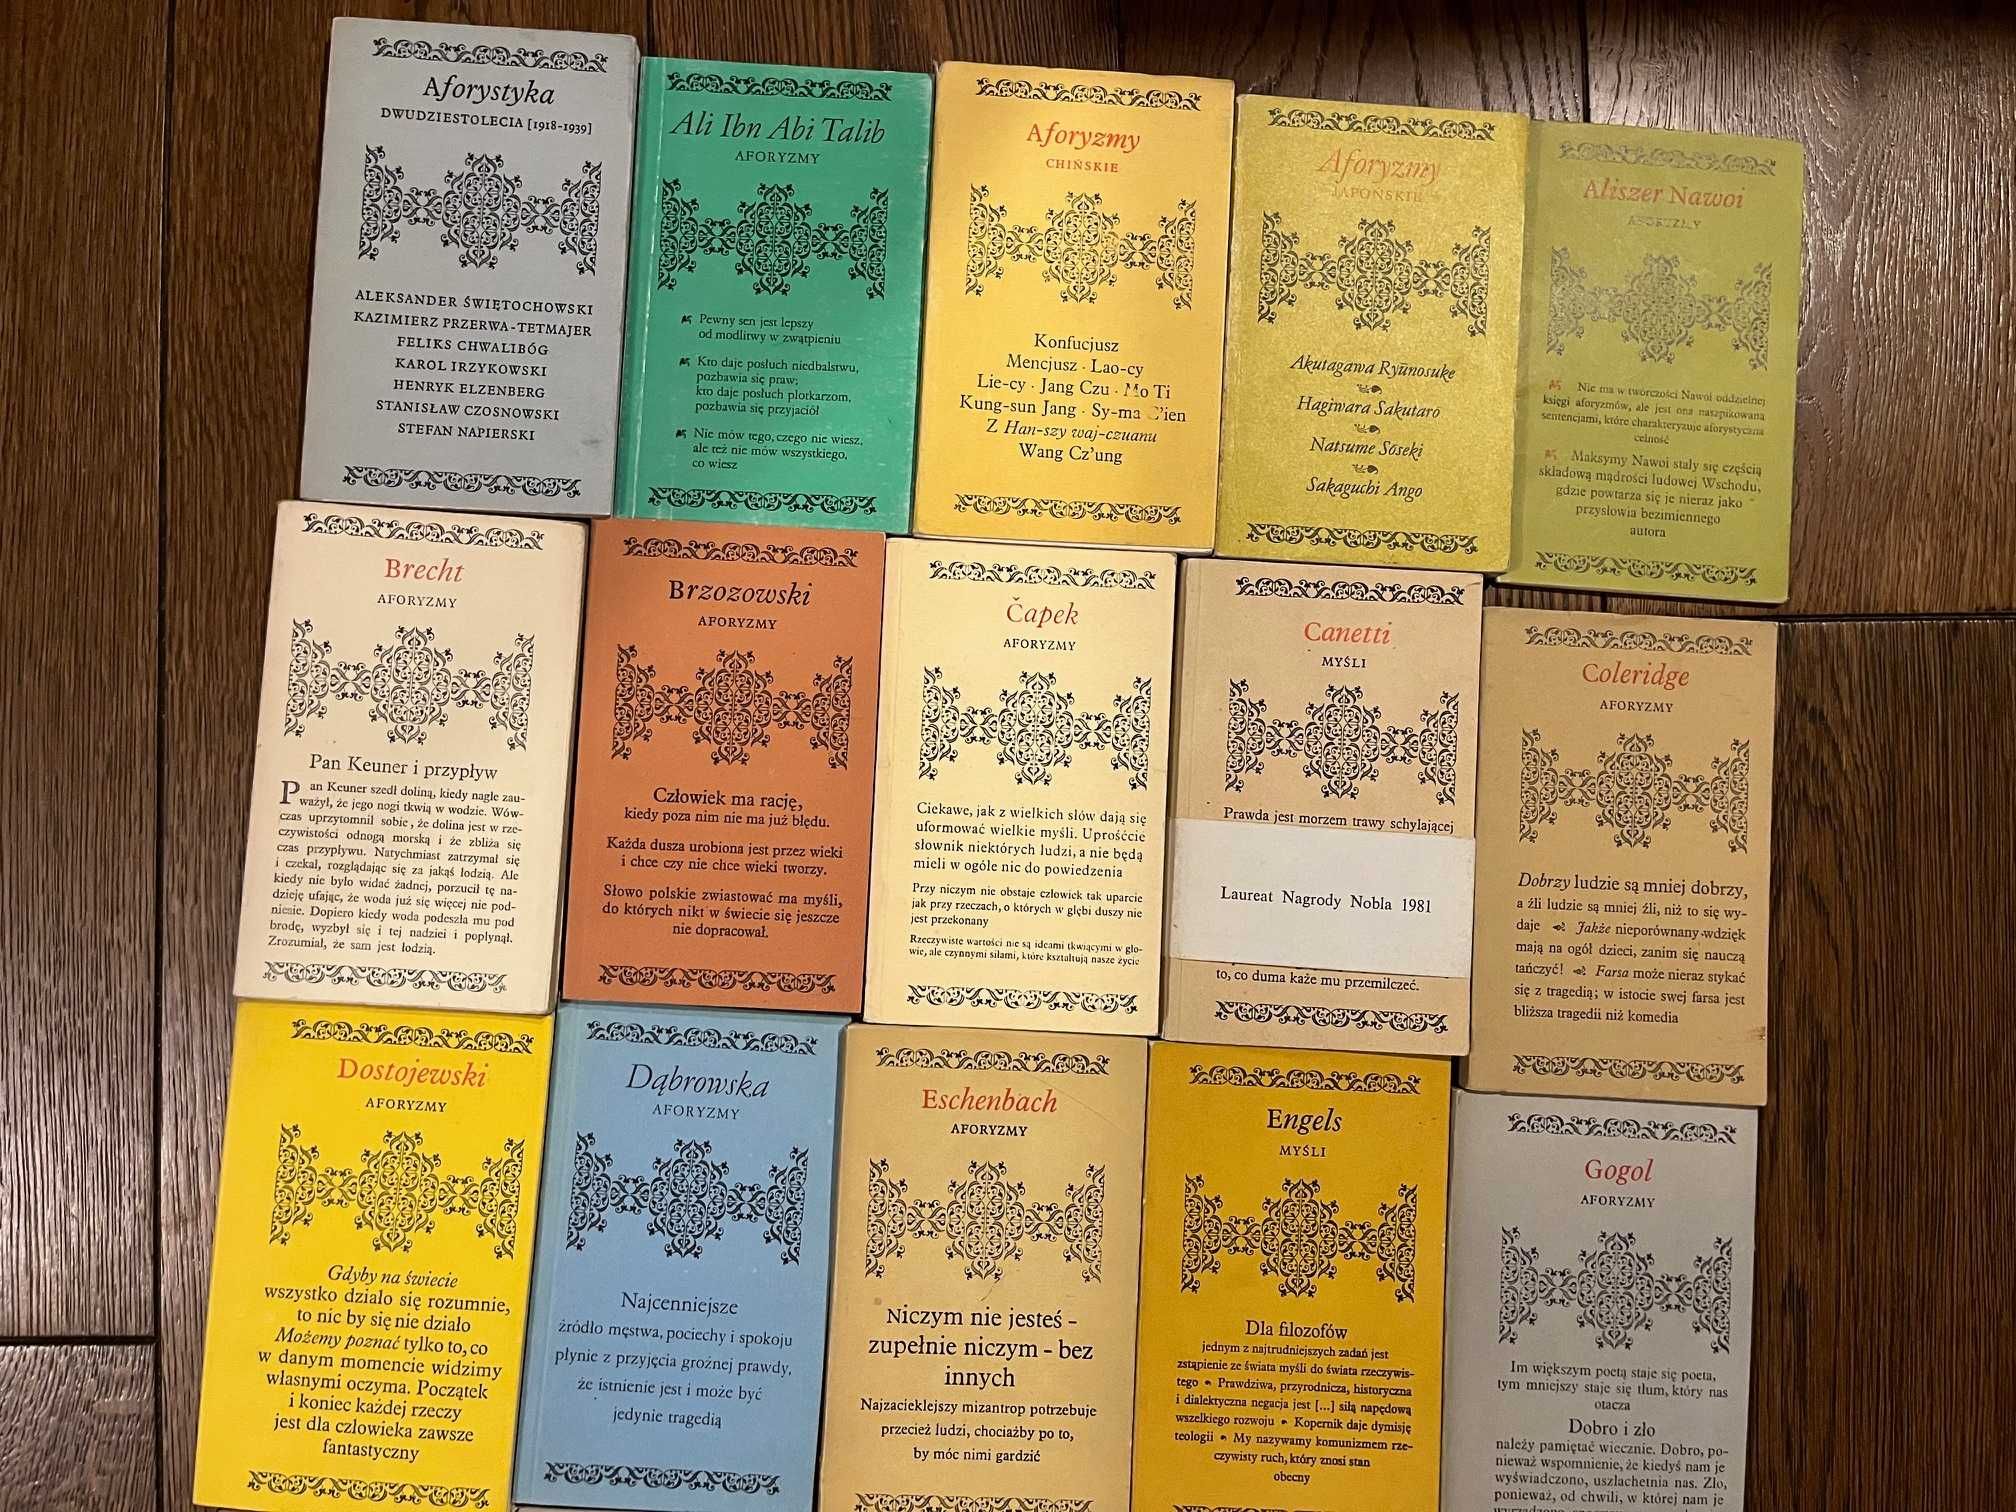 Aforystyka
DWUDZIESTOLECIA [1918-1939]
ALEKSANDER ŚWIĘTOCHOWSKI
KAZIMIERZ PRZERWA-TETMAJER
FELIKS CHWALIBÓG
KAROL IRZYKOWSKI
HENRYK ELZENBERG
STANISŁAW CZOSNOWSKI
STEFAN NAPIERSKI
Ali Ibn Abi Talib
AFORYZMY
Pewny sen jest lepszy
od modlitwy w zwątpieniu
Kto daje posłuch niedbalstwu,
pozbawia się praw;
kto daje posłuch plotkarzom,
pozbawia się przyjaciół
Nie mów tego, czego nie wiesz,
ale też nie mów wszystkiego,
co wiesz
Aforyzmy
CHIŃSKIE
Konfucjusz
Mencjusz · Lao-cy
Lie-cy · Jang Czu · Mo Ti
Kung-sun Jang · Sy-ma C'ien
Z Han-szy waj-czuanu
Wang Cz'ung
Aforyzmy
JAPOŃSKIE
Akutagawa Ryūnosuke
Hagiwara Sakutarō
Natsume Sōseki
Sakaguchi Ango
Aliszer Nawoi
AFORYZMY
Nie ma w twórczości Nawoi oddzielnej
księgi aforyzmów, ale jest ona naszpikowana
sentencjami, które charakteryzuje aforystyczna
celność
Maksymy Nawoi stały się częścią
składową mądrości ludowej Wschodu,
gdzie powtarza się je nieraz jako
przysłowia bezimiennego
autora
Brecht
AFORYZMY
Pan Keuner i przypływ
Pan Keuner szedł doliną, kiedy nagle zau-
ważył, że jego nogi tkwią w wodzie. Wów-
czas uprzytomnił sobie, że dolina jest w rze-
czywistości odnogą morską i że zbliża się
czas przypływu. Natychmiast zatrzymał się
i czekał, rozglądając się za jakąś łodzią. Ale
kiedy nie było widać żadnej, porzucił tę na-
dzieję ufając, że woda już się więcej nie pod-
niesie. Dopiero kiedy woda podeszła mu pod
brodę, wyzbył się i tej nadziei i popłynął.
Zrozumiał, że sam jest łodzią.
Brzozowski
AFORYZMY
Człowiek ma rację,
kiedy poza nim nie ma już błędu.
Każda dusza urobiona jest przez wieki
i chce czy nie chce wieki tworzy.
Słowo polskie zwiastować ma myśli,
do których nikt w świecie się jeszcze
nie dopracował.
Čapek
AFORYZMY
Ciekawe, jak z wielkich słów dają się
uformować wielkie myśli. Uprośćcie
słownik niektórych ludzi, a nie będą
mieli w ogóle nic do powiedzenia
Przy niczym nie obstaje człowiek tak uparcie
jak przy rzeczach, o których w głębi duszy nie
jest przekonany
Rzeczywiste wartości nie są ideami tkwiącymi w gło-
wie, ale czynnymi siłami, które kształtują nasze życie
Canetti
MYŚLI
Prawda jest morzem trawy schylającej
Laureat Nagrody Nobla 1981
to, co duma każe mu przemilczeć.
Coleridge
AFORYZMY
Dobrzy ludzie są mniej dobrzy,
a źli ludzie są mniej źli, niż to się wy-
daje Jakże nieporównany wdzięk
mają na ogół dzieci, zanim się nauczą
tańczyć! Farsa może nieraz stykać
się z tragedią; w istocie swej farsa jest
bliższa tragedii niż komedia
Dostojewski
AFORYZMY
Gdyby na świecie
wszystko działo się rozumnie,
to nic by się nie działo
Możemy poznać tylko to, co
w danym momencie widzimy
własnymi oczyma. Początek
i koniec każdej rzeczy
jest dla człowieka zawsze
fantastyczny
Dąbrowska
AFORYZMY
Najcenniejsze
źródło męstwa, pociechy i spokoju
płynie z przyjęcia groźnej prawdy,
że istnienie jest i może być
jedynie tragedią
Eschenbach
AFORYZMY
Niczym nie jesteś –
zupełnie niczym – bez
innych
Najzacieklejszy mizantrop potrzebuje
przecież ludzi, chociażby po to,
by móc nimi gardzić
Engels
MYŚLI
Dla filozofów
jednym z najtrudniejszych zadań jest
zstąpienie ze świata myśli do świata rzeczywis-
tego Prawdziwa, przyrodnicza, historyczna
i dialektyczna negacja jest [...] siłą napędową
wszelkiego rozwoju Kopernik daje dymisję
teologii My nazywamy komunizmem rze-
czywisty ruch, który znosi stan
obecny
Gogol
AFORYZMY
Im większym poetą staje się poeta,
tym mniejszy staje się tłum, który nas
otacza
Dobro i zło
należy pamiętać wiecznie. Dobro, po-
nieważ wspomnienie, że kiedyś nam je
wyświadczono, uszlachetnia nas. Zło,
ponieważ, od chwili, w której nam je